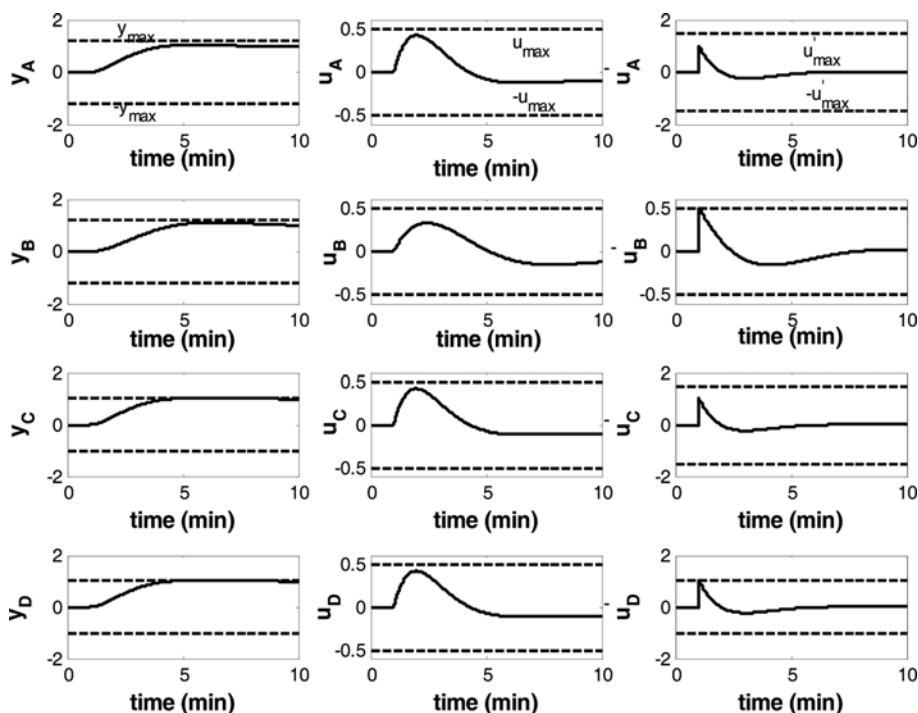 2
y_max
0
-y_max
-2
0 5 10
y_A
time (min)
0.5
u_max
0
-u_max
-0.5
0 5 10
u_A
time (min)
2
u'_max
0
-u'_max
-2
0 5 10
u̇_A
time (min)
2
0
-2
0 5 10
y_B
time (min)
0.5
0
-0.5
0 5 10
u_B
time (min)
0.5
0
-0.5
0 5 10
u̇_B
time (min)
2
0
-2
0 5 10
y_C
time (min)
0.5
0
-0.5
0 5 10
u_C
time (min)
2
0
-2
0 5 10
u̇_C
time (min)
2
0
-2
0 5 10
y_D
time (min)
0.5
0
-0.5
0 5 10
u_D
time (min)
2
0
-2
0 5 10
u̇_D
time (min)